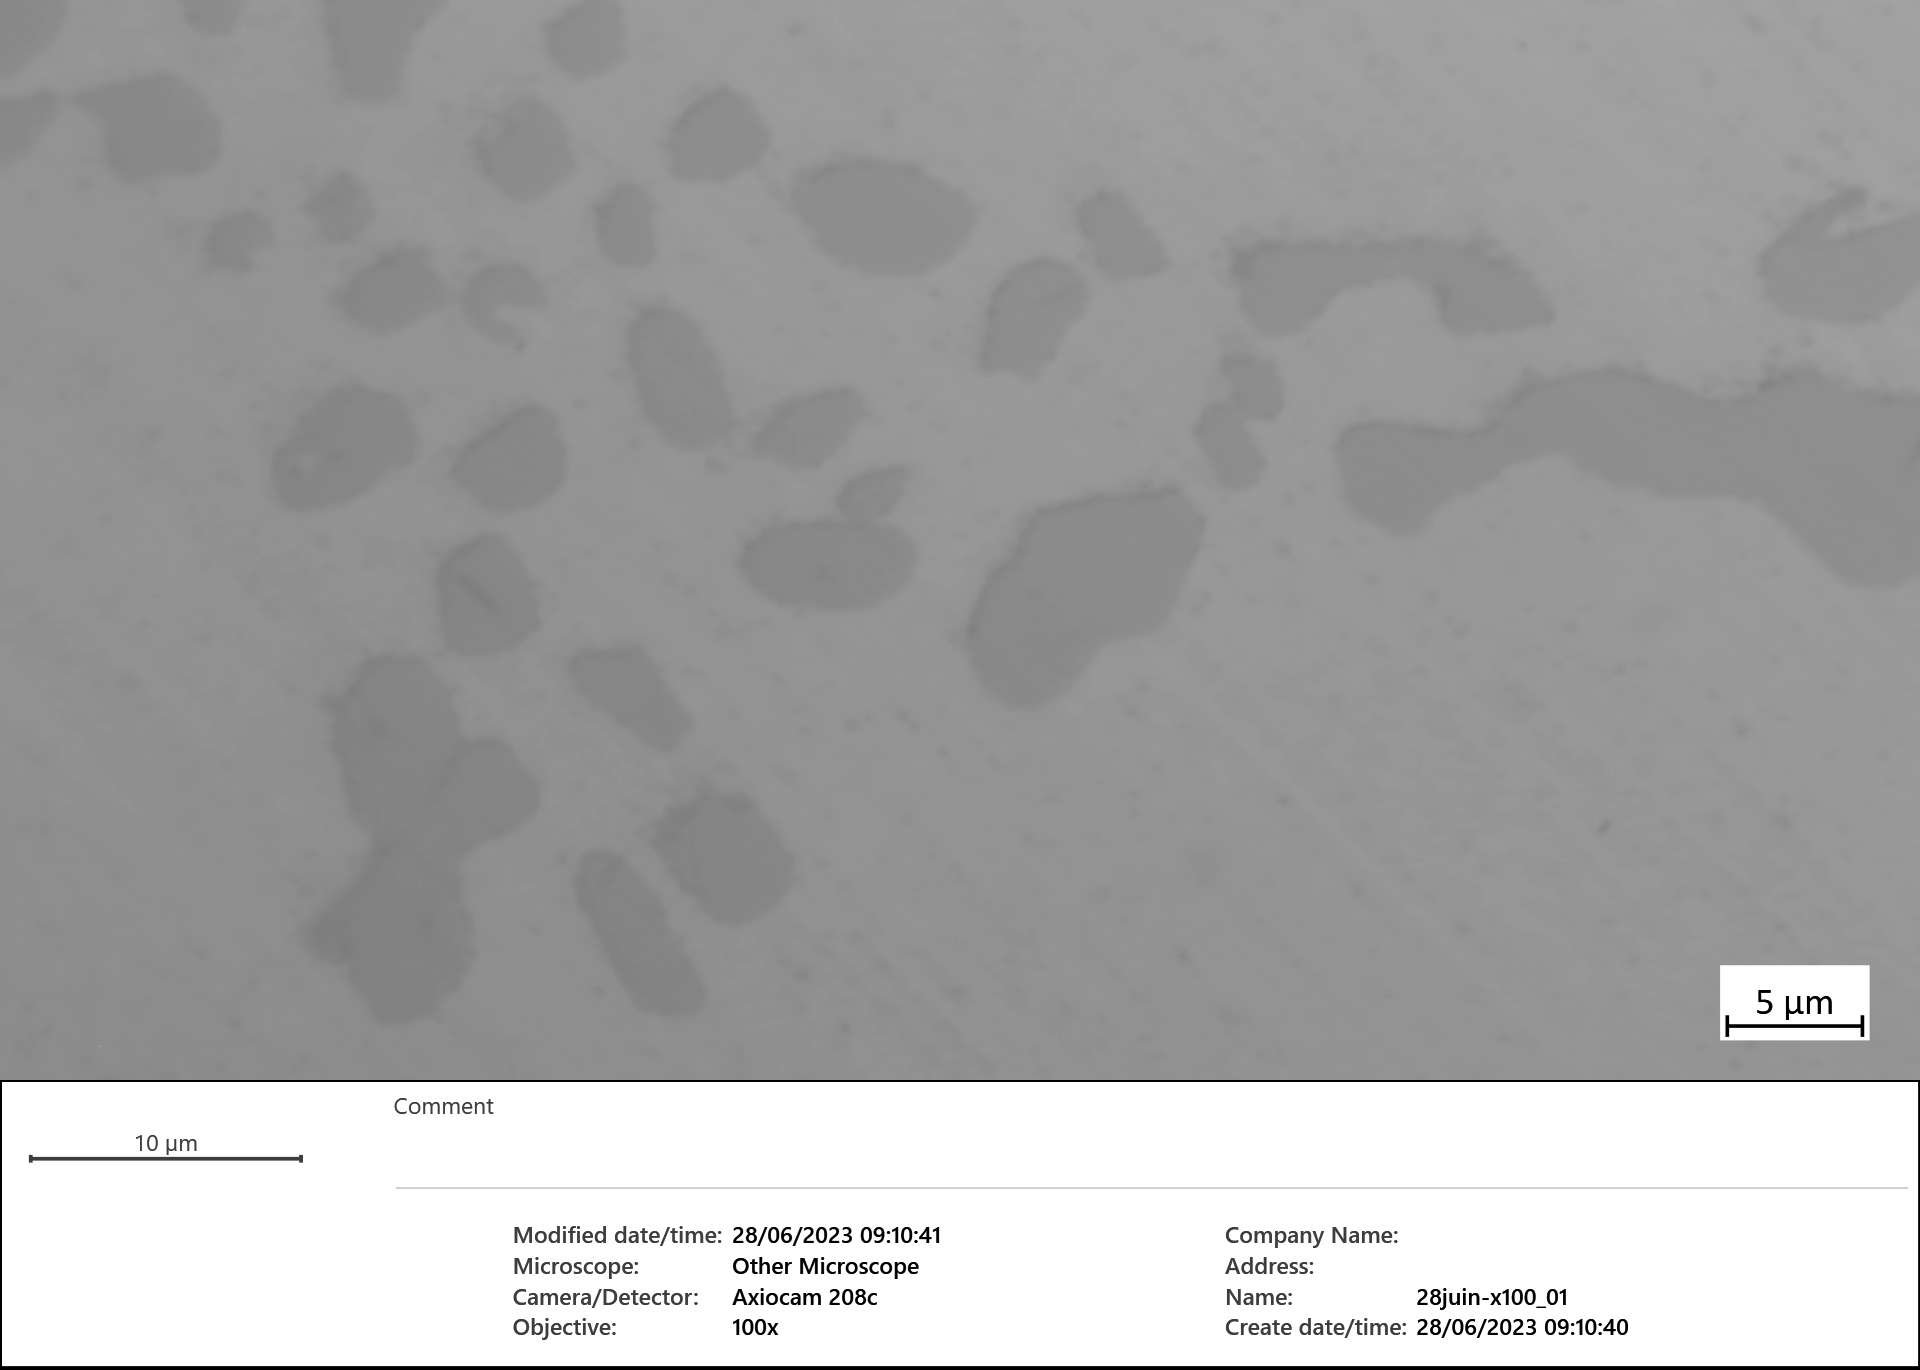 5 µm
10 µm
Comment
Modified date/time: 28/06/2023 09:10:41
Microscope: Other Microscope
Camera/Detector: Axiocam 208c
Objective: 100x
Company Name:
Address:
Name: 28juin-x100_01
Create date/time: 28/06/2023 09:10:40